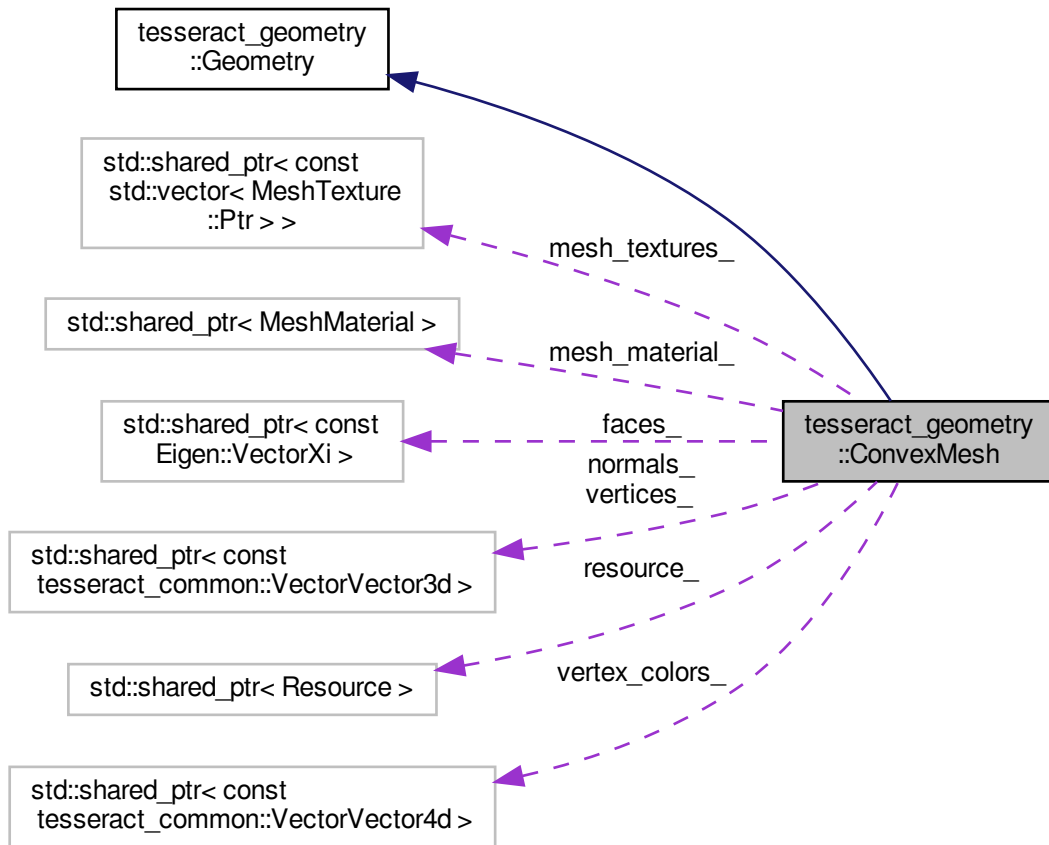 tesseract_geometry
::Geometry
std::shared_ptr< const
std::vector< MeshTexture
::Ptr > >
mesh_textures_
std::shared_ptr< MeshMaterial >
mesh_material_
std::shared_ptr< const
Eigen::VectorXi >
faces_
tesseract_geometry
::ConvexMesh
normals_
vertices_
std::shared_ptr< const
tesseract_common::VectorVector3d >
resource_
std::shared_ptr< Resource >
vertex_colors_
std::shared_ptr< const
tesseract_common::VectorVector4d >